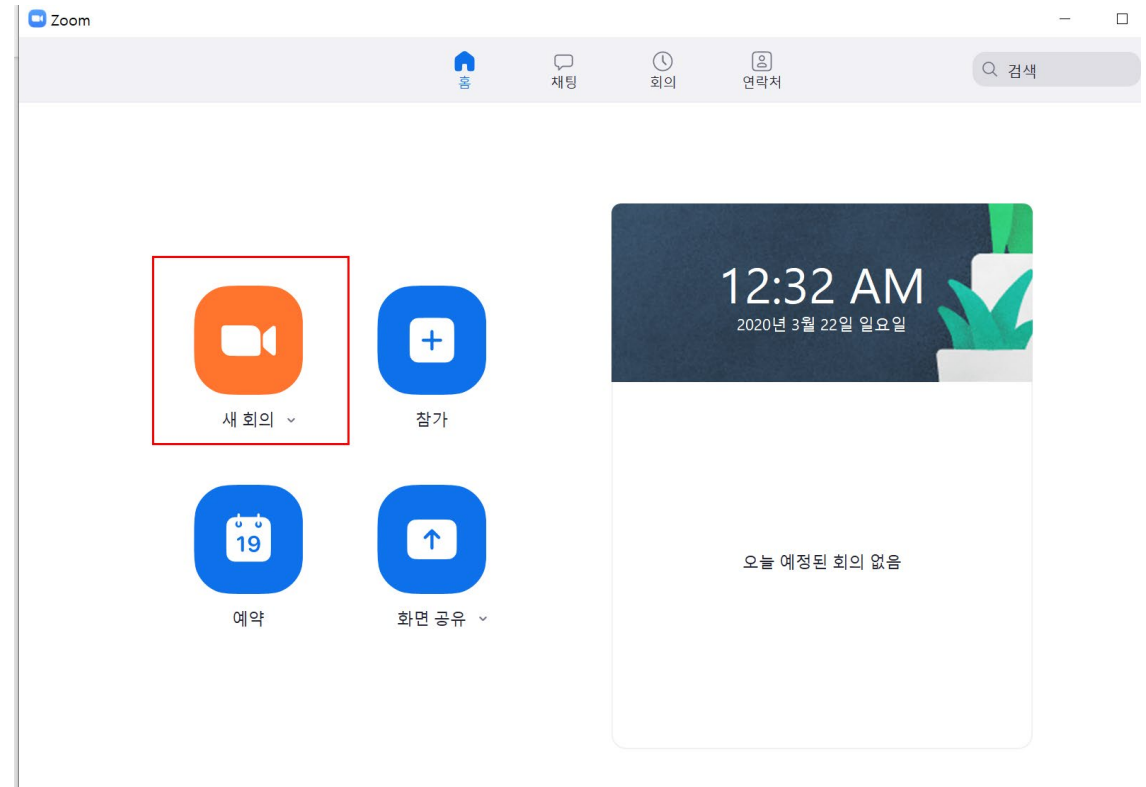 Zoom
홈
채팅
회의
연락처
검색
12:32 AM
2020년 3월 22일 일요일
새 회의
참가
19
예약
화면 공유
오늘 예정된 회의 없음